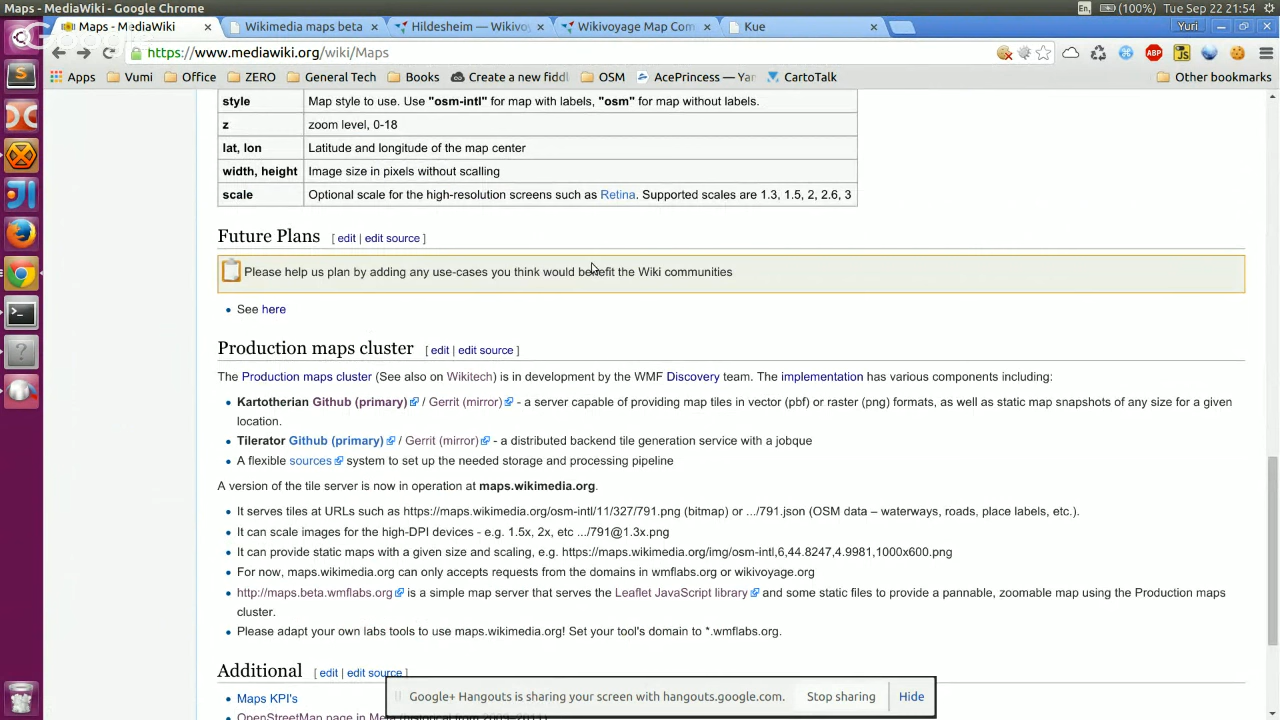 Maps - MediaWiki - Google Chrome
En
(100%) Tue Sep 22 21:54
Maps - MediaWiki
Wikimedia maps beta
Hildesheim — Wikivoy
Wikivoyage Map Com
Kue
Yuri
https://www.mediawiki.org/wiki/Maps
Apps
Vumi
Office
ZERO
General Tech
Books
Create a new fiddl
OSM
AcePrincess — Yan
CartoTalk
Other bookmarks
style Map style to use. Use "osm-intl" for map with labels, "osm" for map without labels.
z zoom level, 0-18
lat, lon Latitude and longitude of the map center
width, height Image size in pixels without scalling
scale Optional scale for the high-resolution screens such as Retina. Supported scales are 1.3, 1.5, 2, 2.6, 3
Future Plans [ edit | edit source ]
Please help us plan by adding any use-cases you think would benefit the Wiki communities
See here
Production maps cluster [ edit | edit source ]
The Production maps cluster (See also on Wikitech) is in development by the WMF Discovery team. The implementation has various components including:
Kartotherian Github (primary) / Gerrit (mirror) - a server capable of providing map tiles in vector (pbf) or raster (png) formats, as well as static map snapshots of any size for a given
location.
Tilerator Github (primary) / Gerrit (mirror) - a distributed backend tile generation service with a jobque
A flexible sources system to set up the needed storage and processing pipeline
A version of the tile server is now in operation at maps.wikimedia.org.
It serves tiles at URLs such as https://maps.wikimedia.org/osm-intl/11/327/791.png (bitmap) or .../791.json (OSM data – waterways, roads, place labels, etc.).
It can scale images for the high-DPI devices - e.g. 1.5x, 2x, etc .../791@1.3x.png
It can provide static maps with a given size and scaling, e.g. https://maps.wikimedia.org/img/osm-intl,6,44.8247,4.9981,1000x600.png
For now, maps.wikimedia.org can only accepts requests from the domains in wmflabs.org or wikivoyage.org
http://maps.beta.wmflabs.org is a simple map server that serves the Leaflet JavaScript library and some static files to provide a pannable, zoomable map using the Production maps
cluster.
Please adapt your own labs tools to use maps.wikimedia.org! Set your tool's domain to *.wmflabs.org.
Additional [ edit | edit source ]
Maps KPI's
Google+ Hangouts is sharing your screen with hangouts.google.com. Stop sharing Hide
OpenStreetMap page in Meta